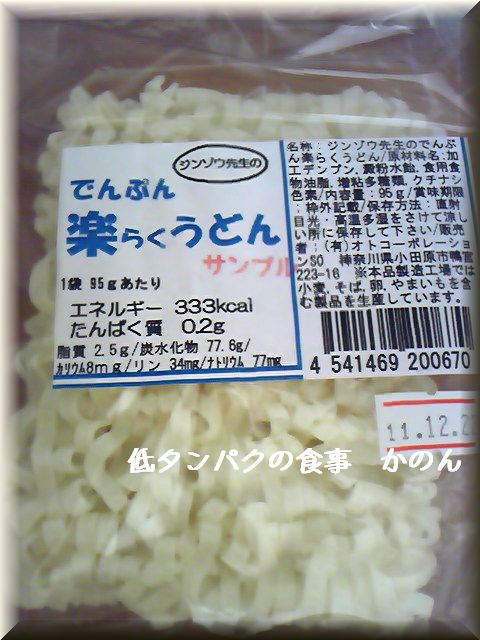 ジンゾウ先生の
でんぷん
楽らくうどん
サンプル
1袋 95gあたり
エネルギー 333kcal
たんぱく質 0.2g
脂質 2.5g/炭水化物 77.6g/
カリウム8mg/リン 34mg/ナトリウム 77mg
名称:ジンゾウ先生のでんぷ
ん楽らくうどん/原材料名:加
工デンプン,澱粉水飴,食用食
物油脂,増粘多糖類,クチナシ
色素/内容量:95g/賞味期限
:枠外記載/保存方法:直射
日光・高温多湿をさけて涼し
い所に保存して下さい/販売
者:(有)オトコーポレーショ
ンSO 神奈川県小田原市鴨宮
223-16 ※本品製造工場では
小麦,そば,卵,やまいもを含
む製品を生産しています。
4 541469 200670
11.12.2
低タンパクの食事 かのん